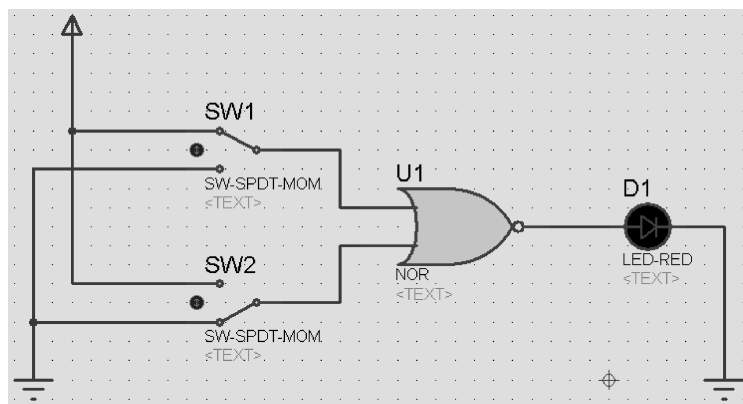 SW1
SW-SPDT-MOM
<TEXT>
U1
NOR
<TEXT>
D1
LED-RED
<TEXT>
SW2
SW-SPDT-MOM
<TEXT>